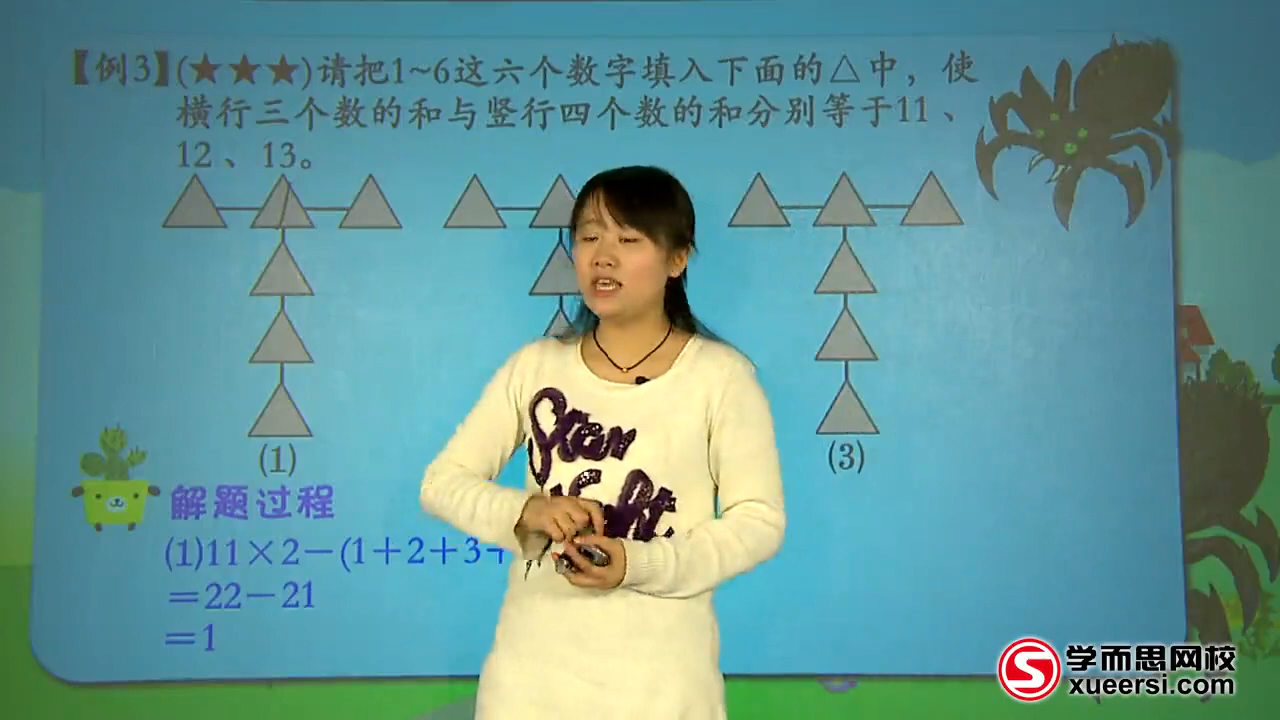 【例3】(★★★)请把1~6这六个数字填入下面的△中，使
横行三个数的和与竖行四个数的和分别等于11、
12、13。
(1)
(3)
解题过程
(1)11×2－(1＋2＋3＋
＝22－21
＝1
Star
学而思网校
xueersi.com